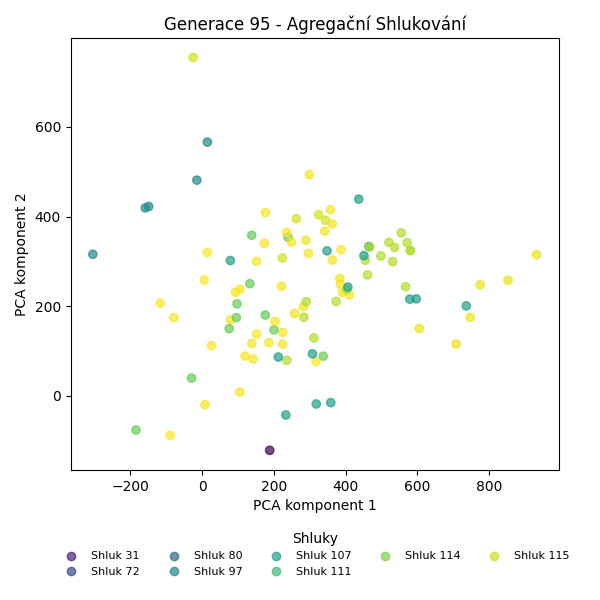 Generace 95 - Agregační Shlukování
600
400
200
0
PCA komponent 2
−200
0
200
400
600
800
PCA komponent 1
Shluky
Shluk 31
Shluk 80
Shluk 107
Shluk 114
Shluk 115
Shluk 72
Shluk 97
Shluk 111